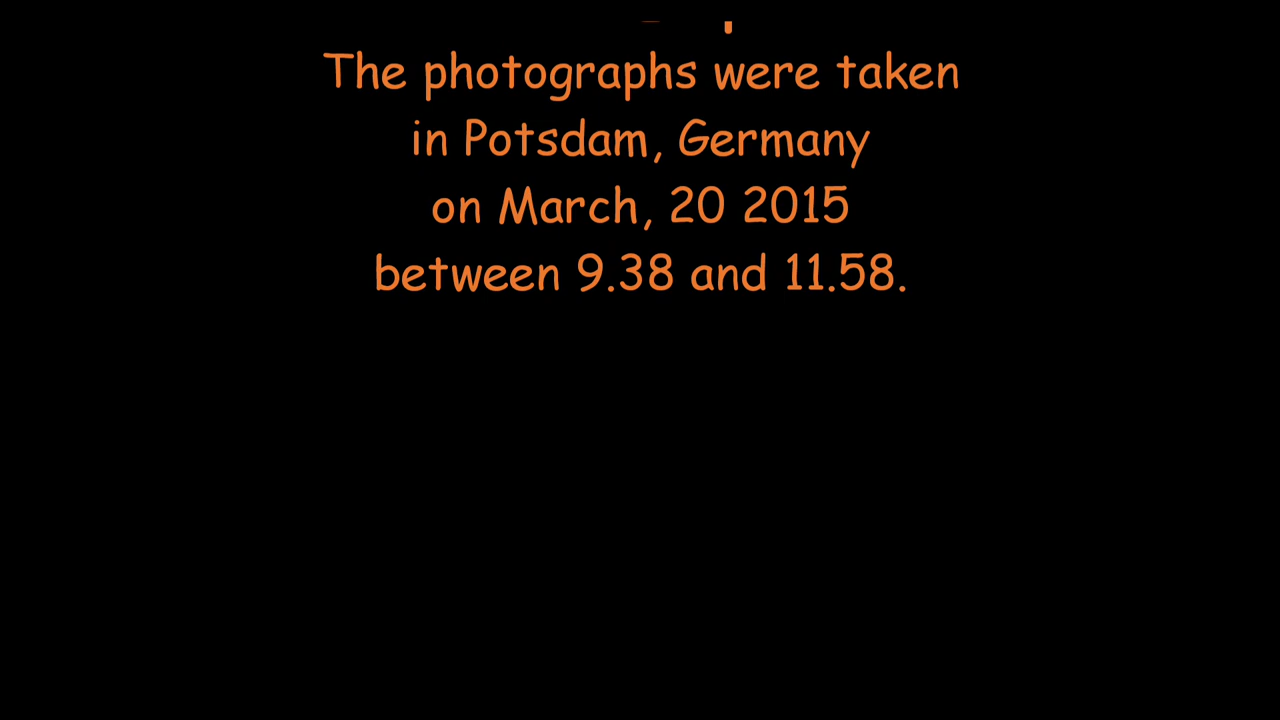 The photographs were taken
in Potsdam, Germany
on March, 20 2015
between 9.38 and 11.58.